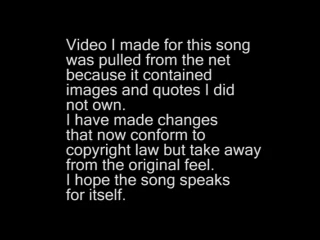 Video I made for this song
was pulled from the net
because it contained
images and quotes I did
not own.
I have made changes
that now conform to
copyright law but take away
from the original feel.
I hope the song speaks
for itself.